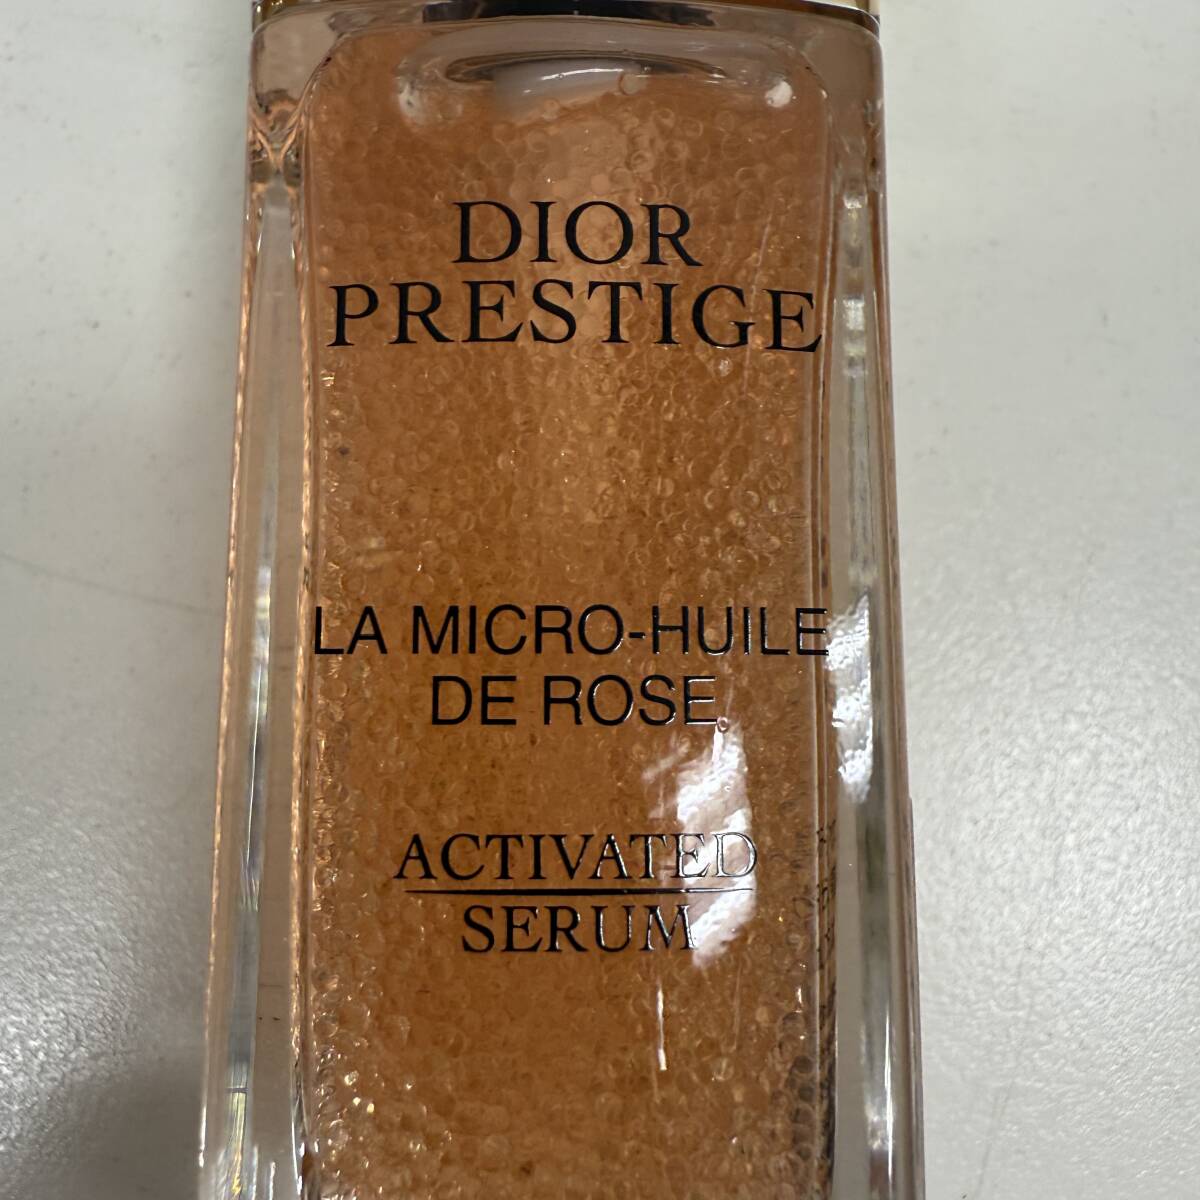 DIOR
PRESTIGE
LA MICRO-HUILE
DE ROSE
ACTIVATED
SERUM